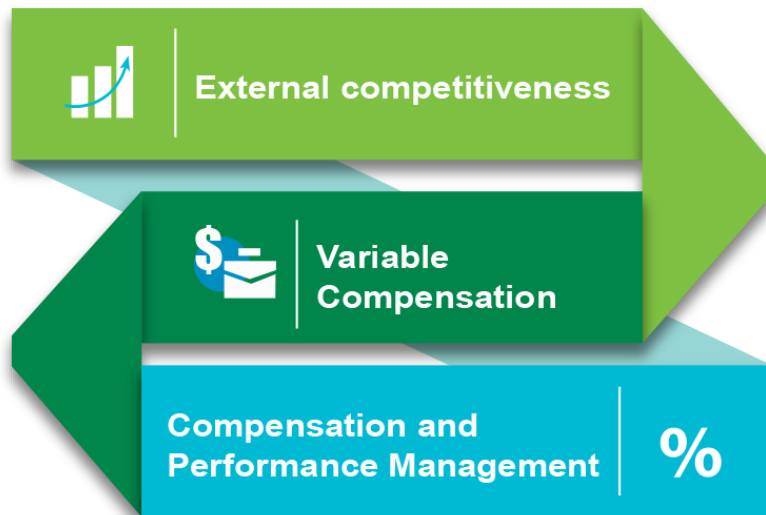 External competitiveness
$
Variable
Compensation
Compensation and
Performance Management
%